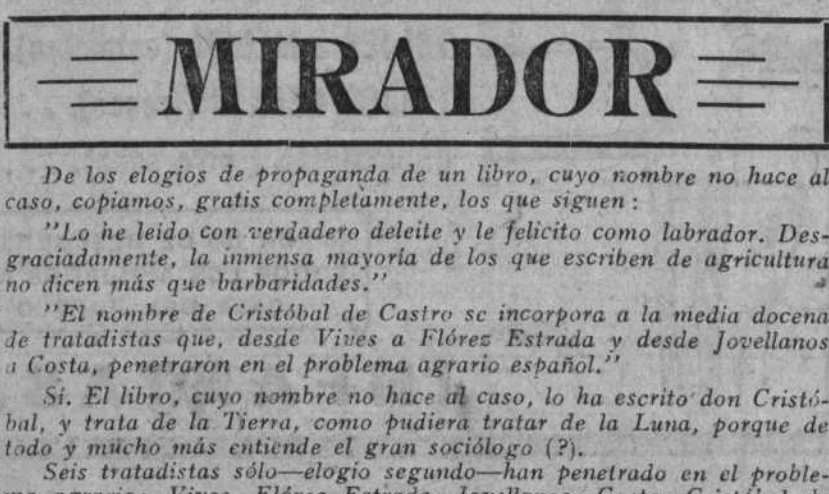 MIRADOR
De los elogios de propaganda de un libro, cuyo nombre no hace al
caso, copiamos, gratis completamente, los que siguen:
"Lo he leido con verdadero deleite y le felicito como labrador. Des-
graciadamente, la inmensa mayoría de los que escriben de agricultura
no dicen más que barbaridades."
"El nombre de Cristóbal de Castro se incorpora a la media docena
de tratadistas que, desde Vives a Flórez Estrada y desde Jovellanos
a Costa, penetraron en el problema agrario español."
Sí. El libro, cuyo nombre no hace al caso, lo ha escrito don Cristó-
bal, y trata de la Tierra, como pudiera tratar de la Luna, porque de
todo y mucho más entiende el gran sociólogo (?).
Seis tratadistas sólo—elogio segundo—han penetrado en el proble-